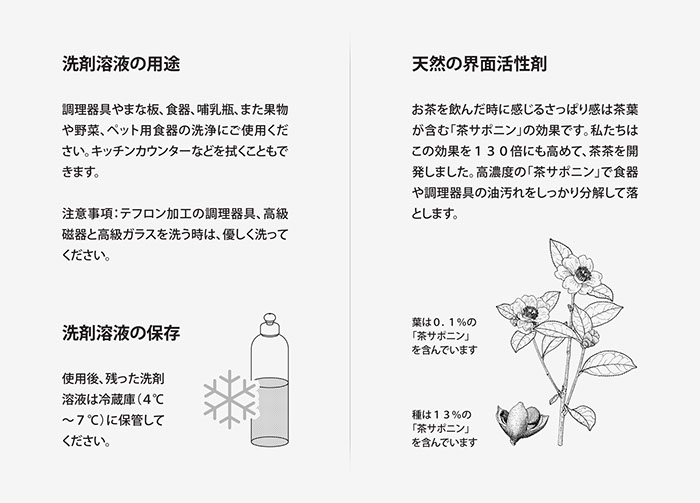 洗剤溶液の用途
調理器具やまな板、食器、哺乳瓶、また果物
や野菜、ペット用食器の洗浄にご使用くだ
さい。キッチンカウンターなどを拭くこともで
きます。
注意事項:テフロン加工の調理器具、高級
磁器と高級ガラスを洗う時は、優しく洗って
ください。
洗剤溶液の保存
使用後、残った洗剤
溶液は冷蔵庫(4℃
～7℃)に保管して
ください。
天然の界面活性剤
お茶を飲んだ時に感じるさっぱり感は茶葉
が含む「茶サポニン」の効果です。私たちは
この効果を１３０倍にも高めて、茶茶を開
発しました。高濃度の「茶サポニン」で食器
や調理器具の油汚れをしっかり分解して落
とします。
葉は０．１％の
「茶サポニン」
を含んでいます
種は１３％の
「茶サポニン」
を含んでいます